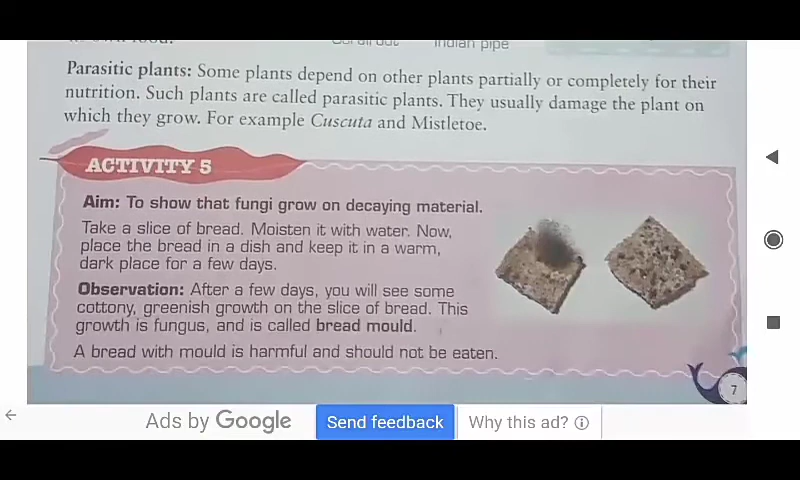 Indian pipe
Parasitic plants: Some plants depend on other plants partially or completely for their
nutrition. Such plants are called parasitic plants. They usually damage the plant on
which they grow. For example Cuscuta and Mistletoe.
ACTIVITY 5
Aim: To show that fungi grow on decaying material.
Take a slice of bread. Moisten it with water. Now,
place the bread in a dish and keep it in a warm,
dark place for a few days.
Observation: After a few days, you will see some
cottony, greenish growth on the slice of bread. This
growth is fungus, and is called bread mould.
A bread with mould is harmful and should not be eaten.
7
Ads by Google
Send feedback
Why this ad?